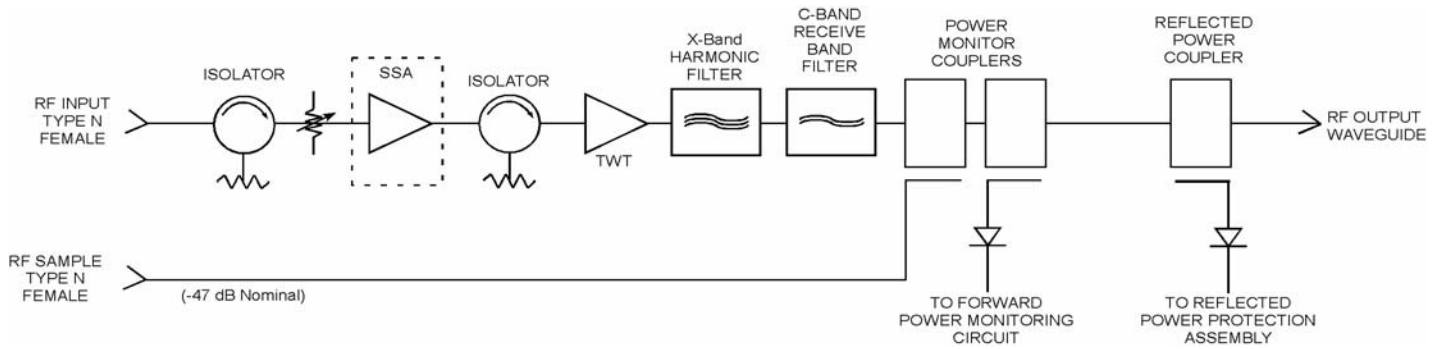 RF INPUT
TYPE N
FEMALE
ISOLATOR
SSA
ISOLATOR
TWT
X-Band
HARMONIC
FILTER
C-BAND
RECEIVE
BAND
FILTER
POWER
MONITOR
COUPLERS
REFLECTED
POWER
COUPLER
RF OUTPUT
WAVEGUIDE
RF SAMPLE
TYPE N
FEMALE
(-47 dB Nominal)
TO FORWARD
POWER MONITORING
CIRCUIT
TO REFLECTED
POWER PROTECTION
ASSEMBLY